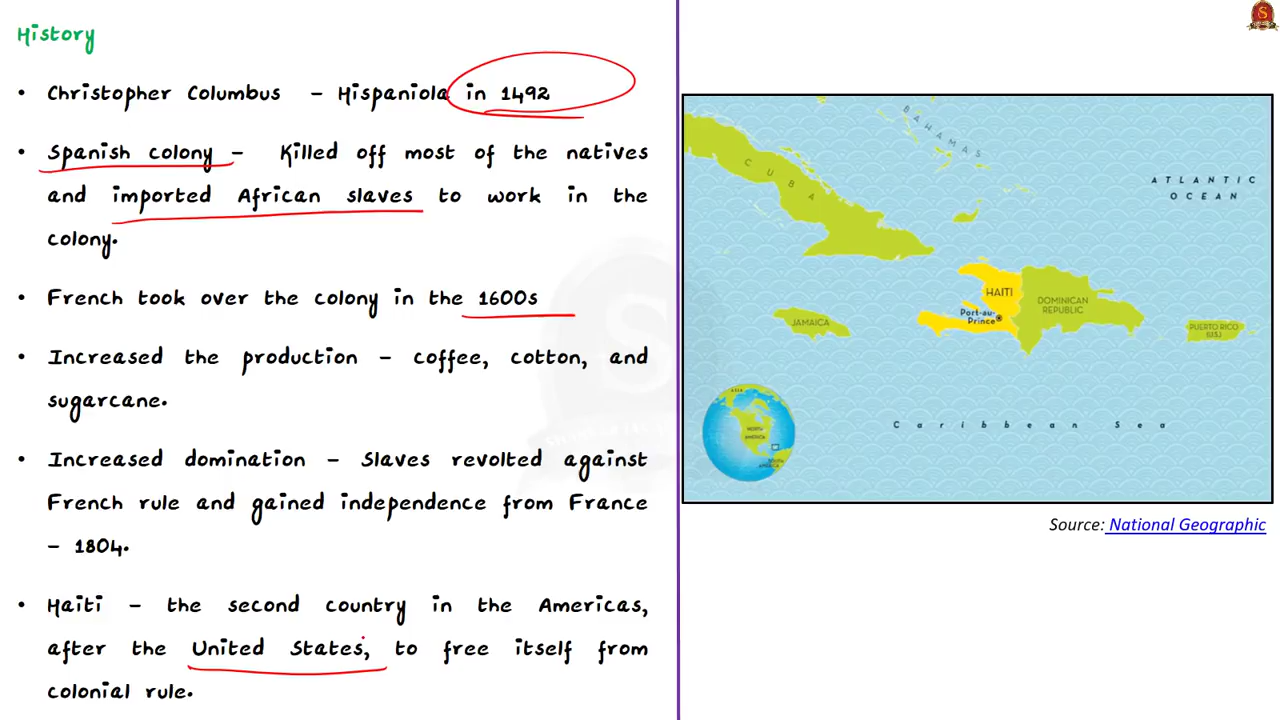 History
• Christopher Columbus – Hispaniola in 1492
• Spanish colony – Killed off most of the natives
and imported African slaves to work in the
colony.
• French took over the colony in the 1600s
• Increased the production – coffee, cotton, and
sugarcane.
• Increased domination – Slaves revolted against
French rule and gained independence from France
– 1804.
• Haiti – the second country in the Americas,
after the United States, to free itself from
colonial rule.
S
BAHAMAS
CUBA
ATLANTIC
OCEAN
HAITI
Port-au-
Prince
DOMINICAN
REPUBLIC
JAMAICA
PUERTO RICO
(U.S.)
Caribbean Sea
NORTH
AMERICA
SOUTH
AMERICA
Source: National Geographic
S